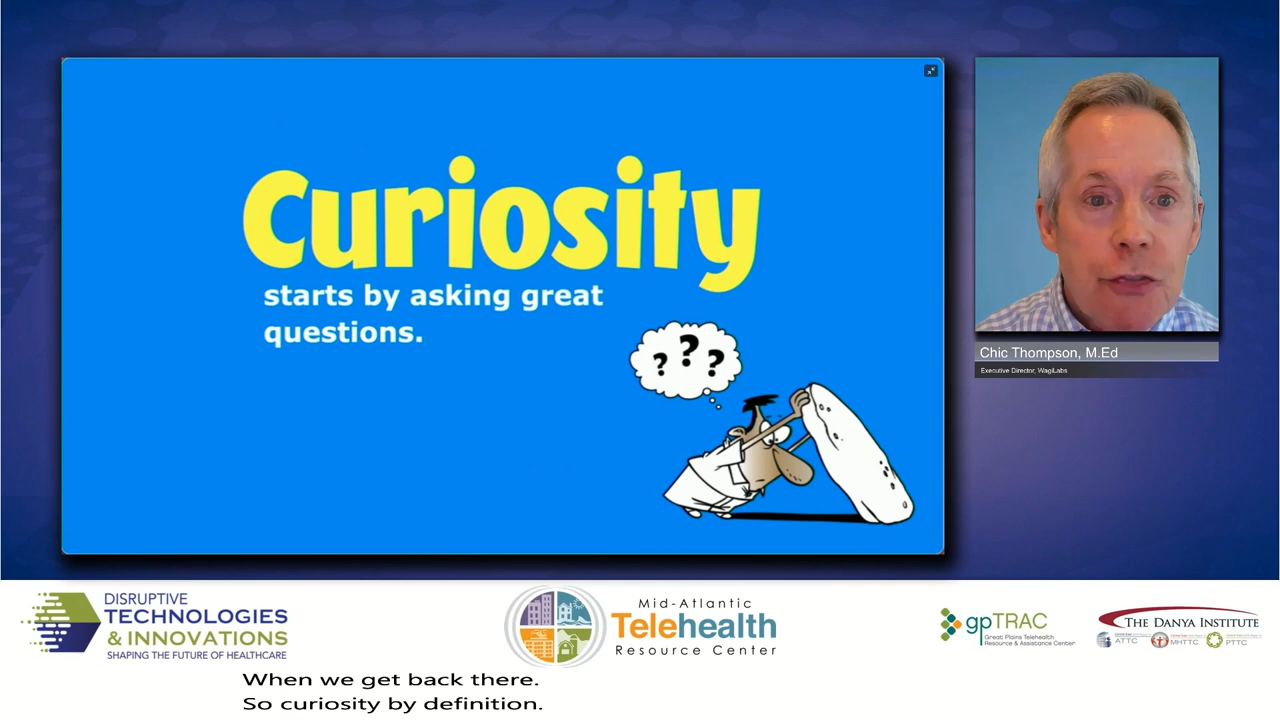 Curiosity
starts by asking great
questions.
? ? ?
Chic Thompson, M.Ed
Executive Director, WagiLabs
DISRUPTIVE
TECHNOLOGIES
& INNOVATIONS
SHAPING THE FUTURE OF HEALTHCARE
Mid-Atlantic
Telehealth
Resource Center
gpTRAC
Great Plains Telehealth
Resource & Assistance Center
THE DANYA INSTITUTE
ATTC
MHTTC
PTTC
When we get back there.
So curiosity by definition.